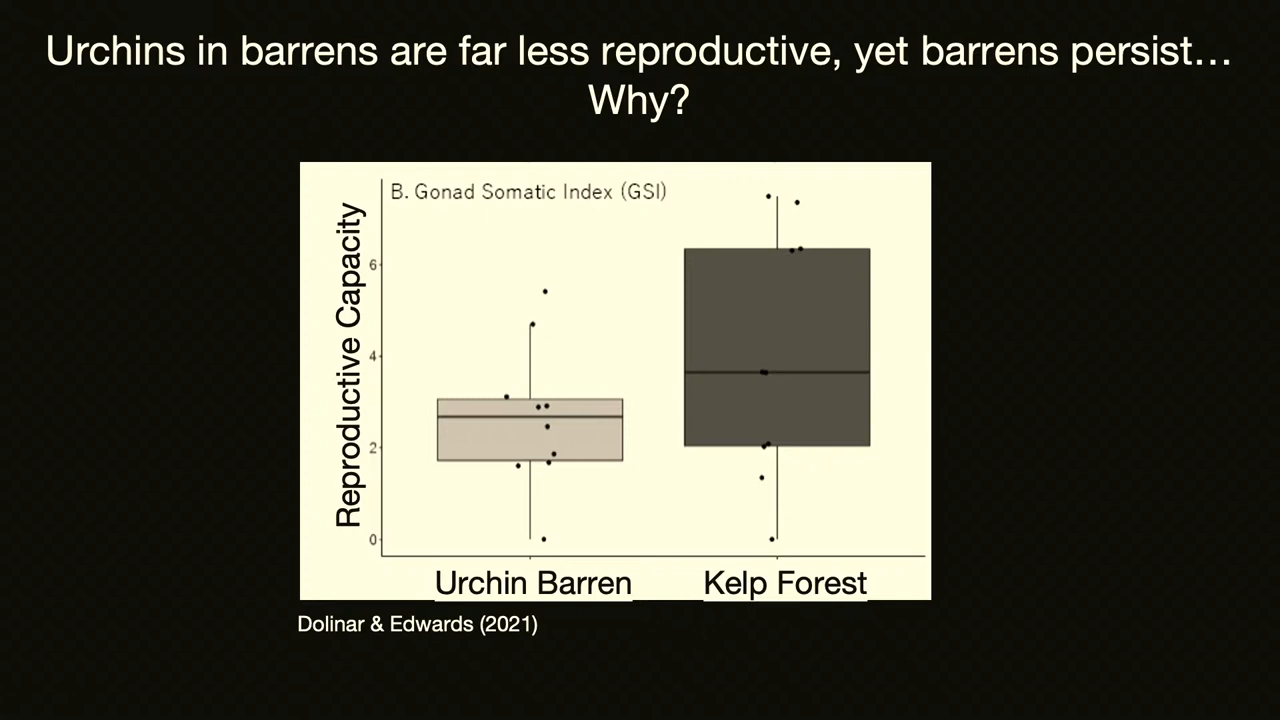 Urchins in barrens are far less reproductive, yet barrens persist…
Why?
B. Gonad Somatic Index (GSI)
Reproductive Capacity
6
4
2
0
Urchin Barren
Kelp Forest
Dolinar & Edwards (2021)